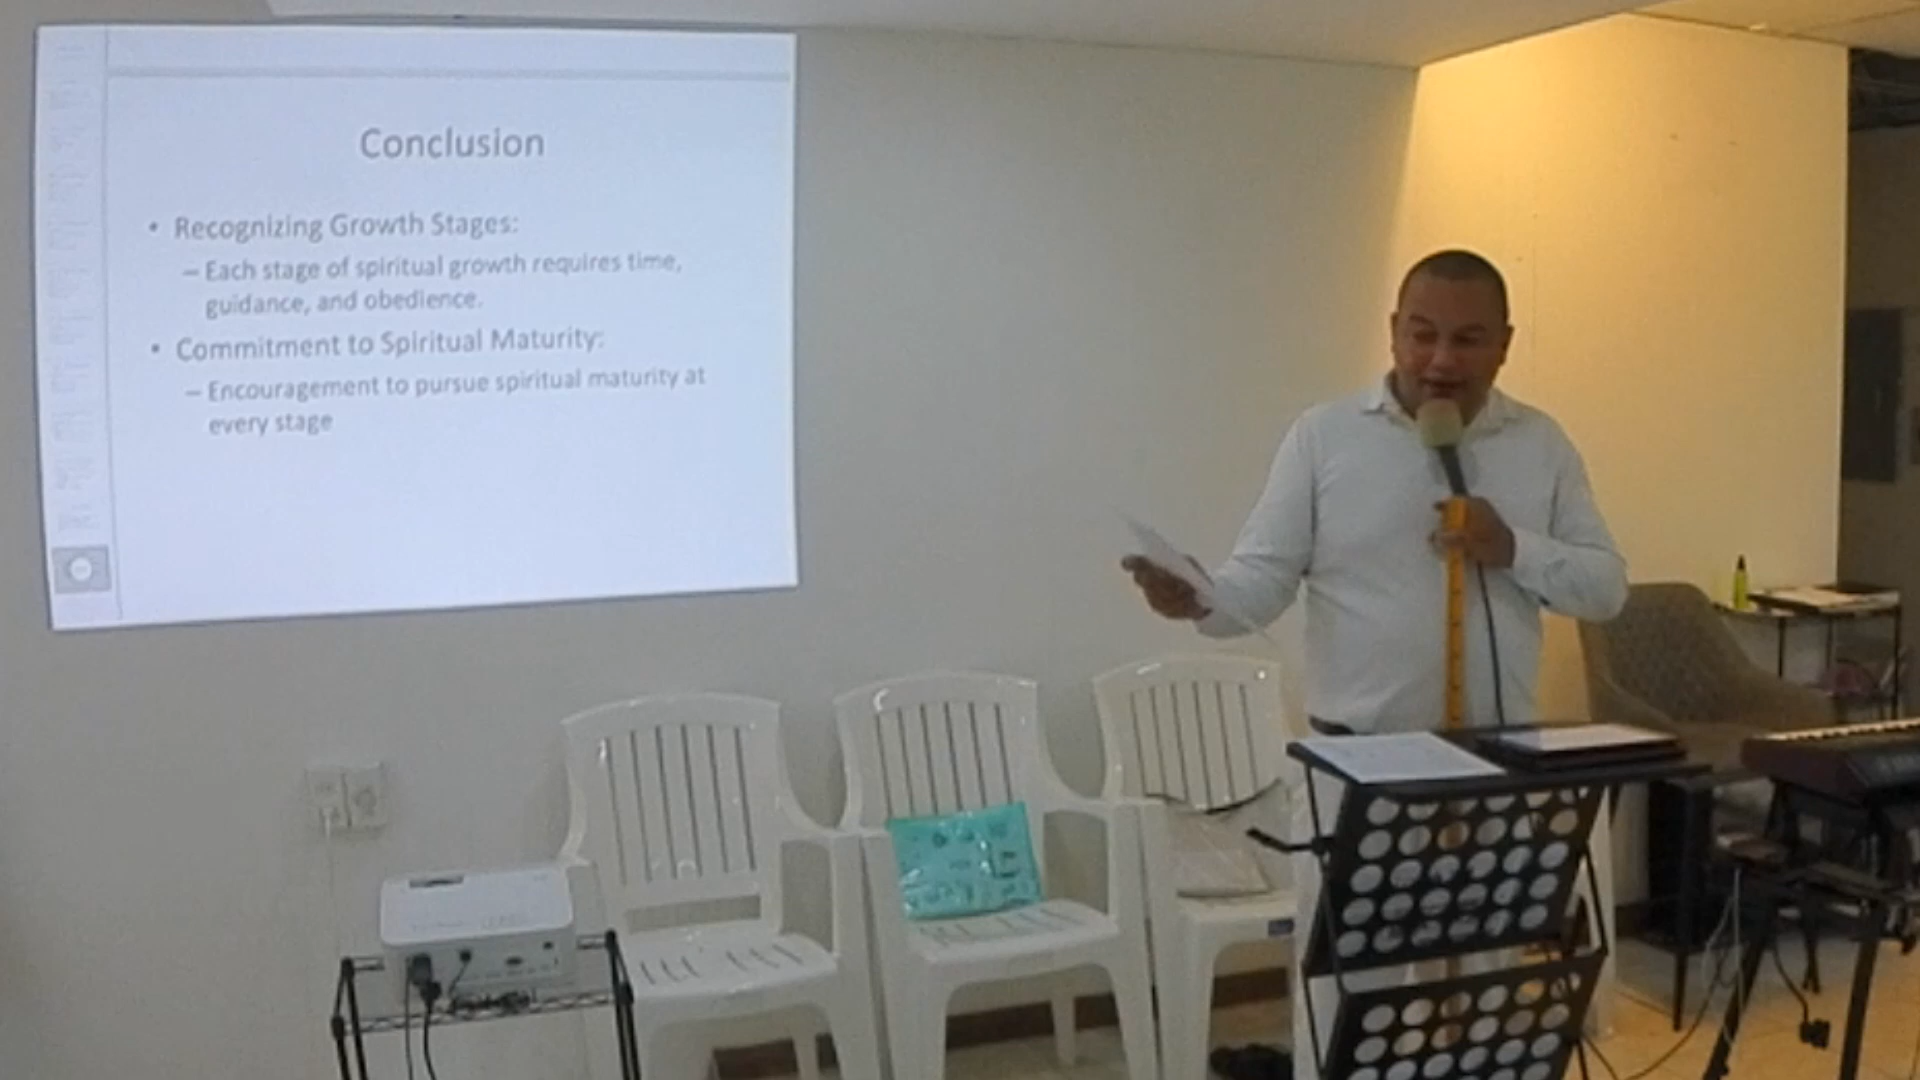 Conclusion
• Recognizing Growth Stages:
– Each stage of spiritual growth requires time,
guidance, and obedience.
• Commitment to Spiritual Maturity:
– Encouragement to pursue spiritual maturity at
every stage